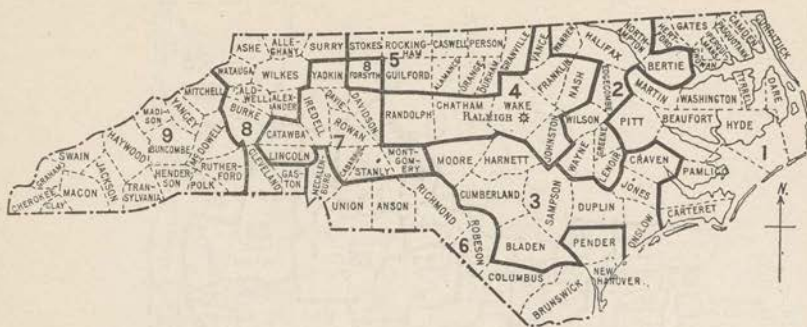 ASHE
ALLE-
GHANY
SURRY
STOKES
ROCKING-
HAM
CASWELL
PERSON
GRANVILLE
VANCE
WARREN
HALIFAX
NORTH-
AMPTON
HERT-
FORD
GATES
CAMDEN
CURRITUCK
PASQUOTANK
CHOWAN
BERTIE
WATAUGA
WILKES
YADKIN
8
FORSYTH
5
GUILFORD
ALAMANCE
ORANGE
DURHAM
FRANKLIN
NASH
EDGECOMBE
2
MARTIN
WASHINGTON
TYRRELL
DARE
MITCHELL
ALD-
WELL
ALEX-
ANDER
IREDELL
DAVIE
DAVIDSON
RANDOLPH
CHATHAM
4
WAKE
RALEIGH
JOHNSTON
WILSON
PITT
BEAUFORT
HYDE
MADI-
SON
YANCEY
BURKE
8
CATAWBA
ROWAN
7
CABARRUS
STANLY
MONT-
GOMERY
MOORE
HARNETT
WAYNE
GREENE
LENOIR
CRAVEN
PAMLICO
1
SWAIN
HAYWOOD
9
BUNCOMBE
MCDOWELL
RUTHER-
FORD
CLEVELAND
LINCOLN
GAS-
TON
MECKLEN-
BURG
UNION
ANSON
RICHMOND
CUMBERLAND
3
SAMPSON
DUPLIN
JONES
ONSLOW
CARTERET
GRAHAM
CHEROKEE
CLAY
MACON
JACKSON
TRAN-
SYLVANIA
HENDER-
SON
POLK
6
ROBESON
BLADEN
PENDER
NEW
HANOVER
COLUMBUS
BRUNSWICK
N.